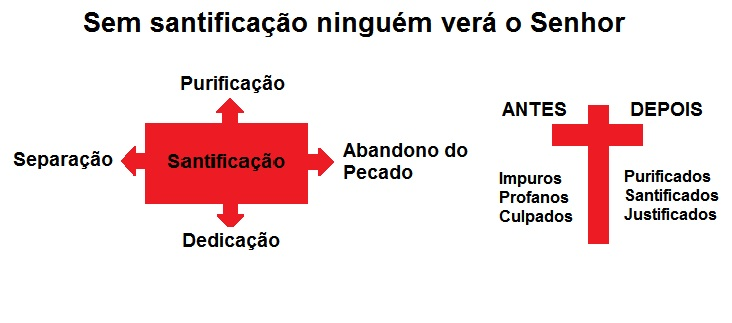 Sem santificação ninguém verá o Senhor
Purificação
Separação
Santificação
Abandono do
Pecado
Dedicação
ANTES
DEPOIS
Impuros
Profanos
Culpados
Purificados
Santificados
Justificados